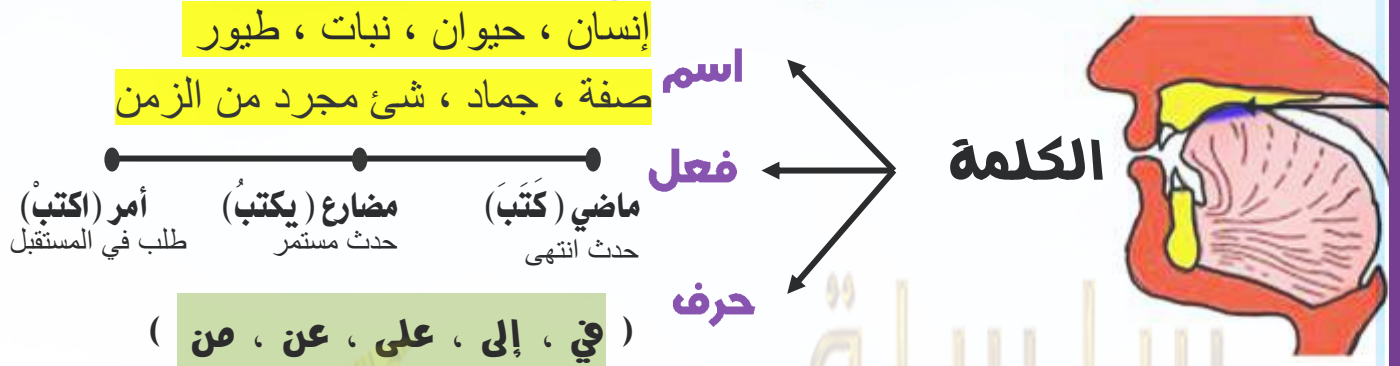 الكلمة
اسم
إنسان ، حيوان ، نبات ، طيور
صفة ، جماد ، شئ مجرد من الزمن
فعل
ماضي ( كَتَبَ) مضارع ( يكتبُ) أمر (اكتبْ)
حدث انتهى حدث مستمر طلب في المستقبل
حرف
( في ، إلى ، على ، عن ، من )